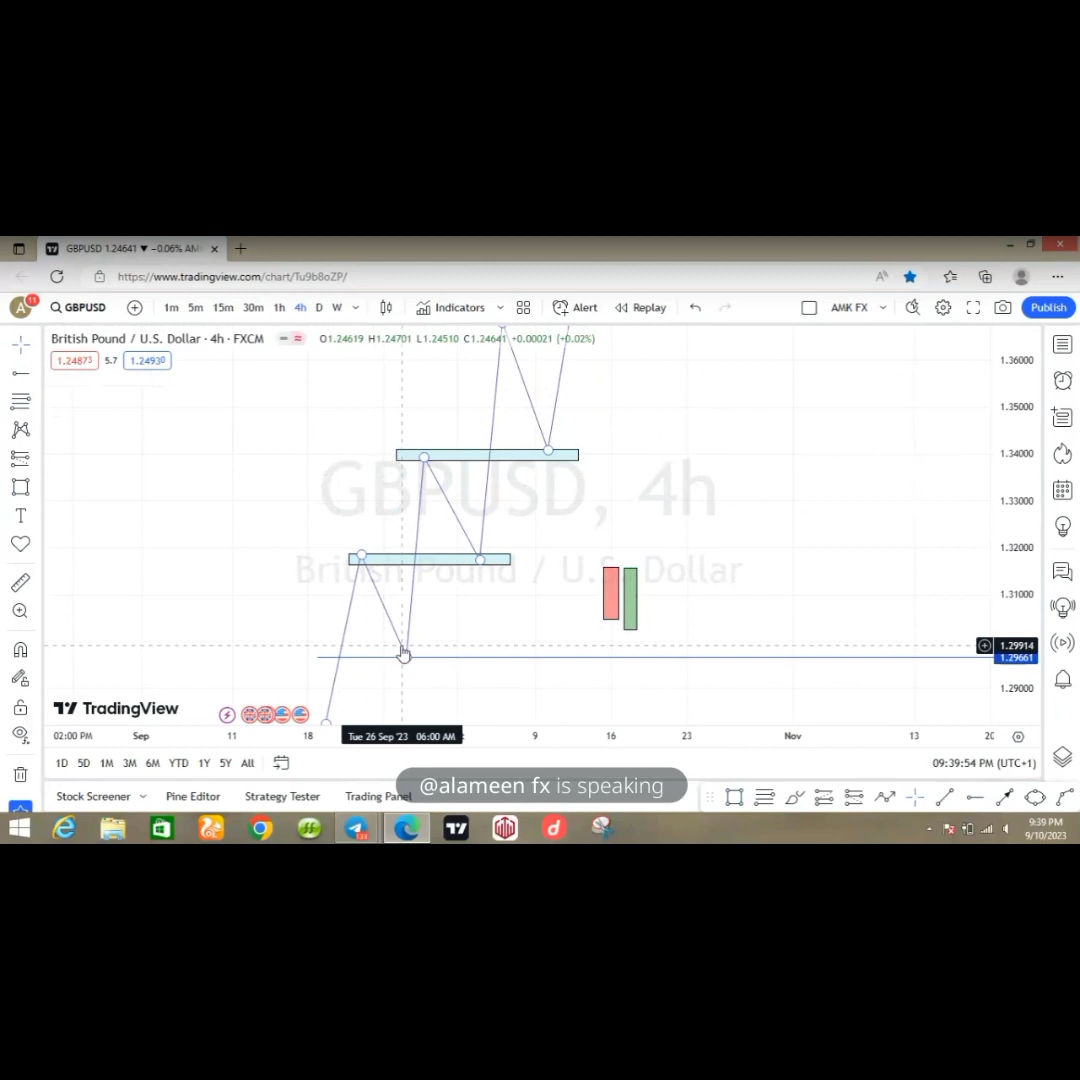 GBPUSD 1.24641 ▼ −0.06% AM
https://www.tradingview.com/chart/Tu9b8oZP/
A 11 GBPUSD 1m 5m 15m 30m 1h 4h D W Indicators Alert Replay AMK FX Publish
British Pound / U.S. Dollar · 4h · FXCM O1.24619 H1.24701 L1.24510 C1.24641 +0.00021 (+0.02%)
1.24873 5.7 1.24930
1.36000
1.35000
1.34000
GBPUSD, 4h
1.33000
1.32000
British Pound / U.S. Dollar
1.31000
1.29914
1.29661
1.29000
TradingView
02:00 PM Sep 11 18 Tue 26 Sep '23 06:00 AM 9 16 23 Nov 13 20
1D 5D 1M 3M 6M YTD 1Y 5Y All 09:39:54 PM (UTC+1)
@alameen fx is speaking
Stock Screener Pine Editor Strategy Tester Trading Panel
9:39 PM
9/10/2023